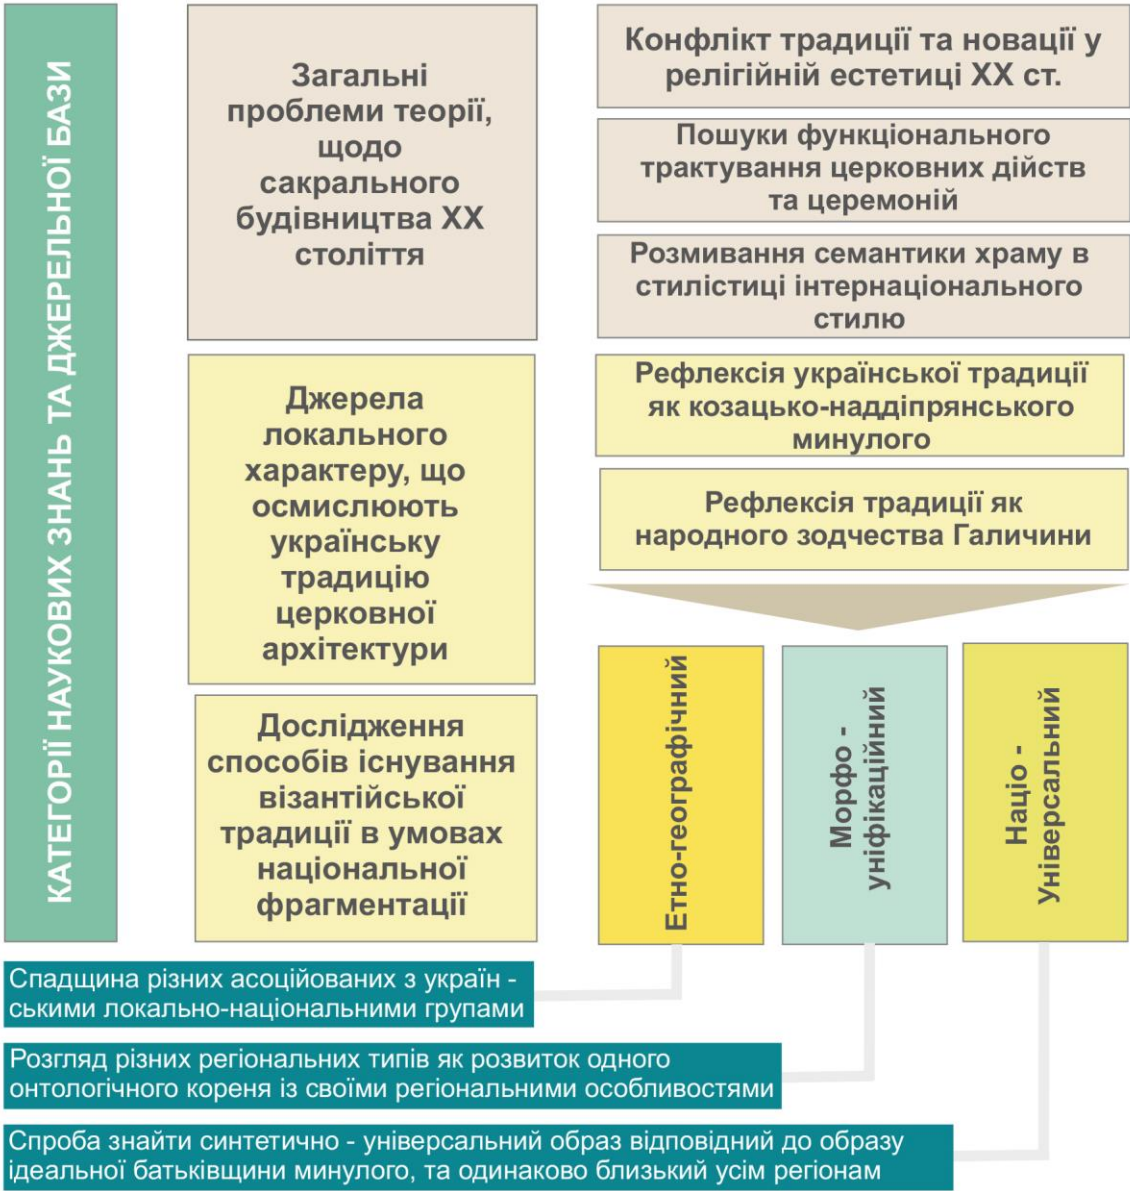 КАТЕГОРІЇ НАУКОВИХ ЗНАНЬ ТА ДЖЕРЕЛЬНОЇ БАЗИ
Загальні
проблеми теорії,
щодо
сакрального
будівництва ХХ
століття
Конфлікт традиції та новації у
релігійній естетиці ХХ ст.
Пошуки функціонального
трактування церковних дійств
та церемоній
Розмивання семантики храму в
стилістиці інтернаціонального
стилю
Джерела
локального
характеру, що
осмислюють
українську
традицію
церковної
архітектури
Рефлексія української традиції
як козацько-наддіпрянського
минулого
Рефлексія традиції як
народного зодчества Галичини
Дослідження
способів існування
візантійської
традиції в умовах
національної
фрагментації
Етно-географічний
Морфо -
уніфікаційний
Націо -
Універсальний
Спадщина різних асоційованих з україн -
ськими локально-національними групами
Розгляд різних регіональних типів як розвиток одного
онтологічного кореня із своїми регіональними особливостями
Спроба знайти синтетично - універсальний образ відповідний до образу
ідеальної батьківщини минулого, та одинаково близький усім регіонам